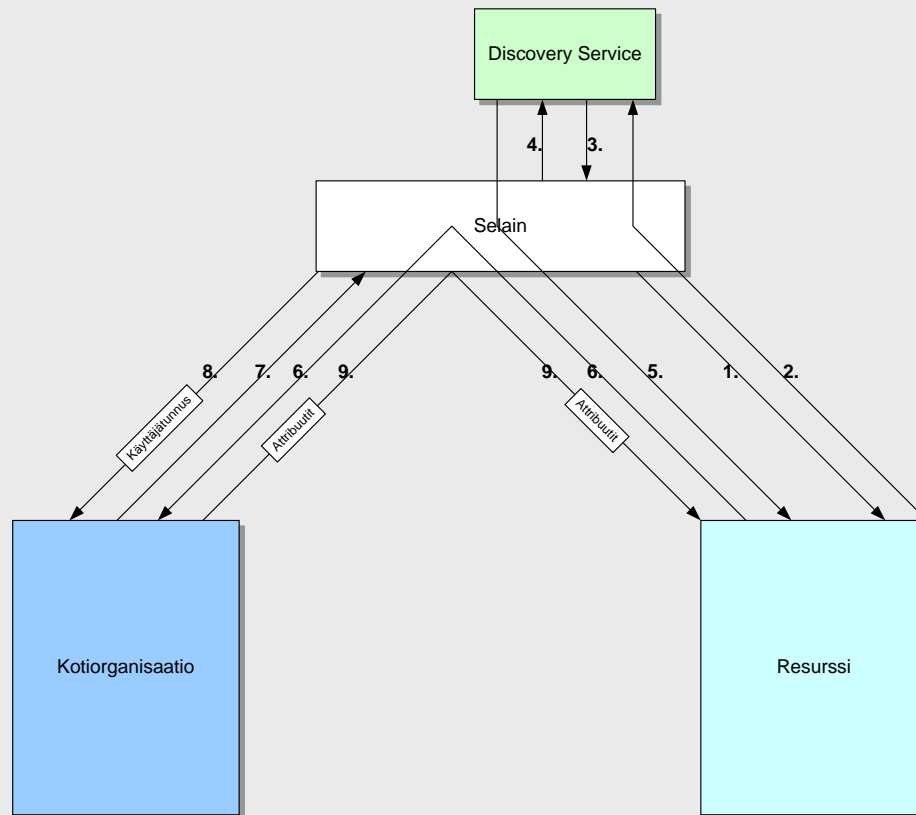 Discovery Service
4.
3.
Selain
8.
7.
6.
9.
9.
6.
5.
1.
2.
Käyttäjätunnus
Attribuutit
Attribuutit
Kotiorganisaatio
Resurssi